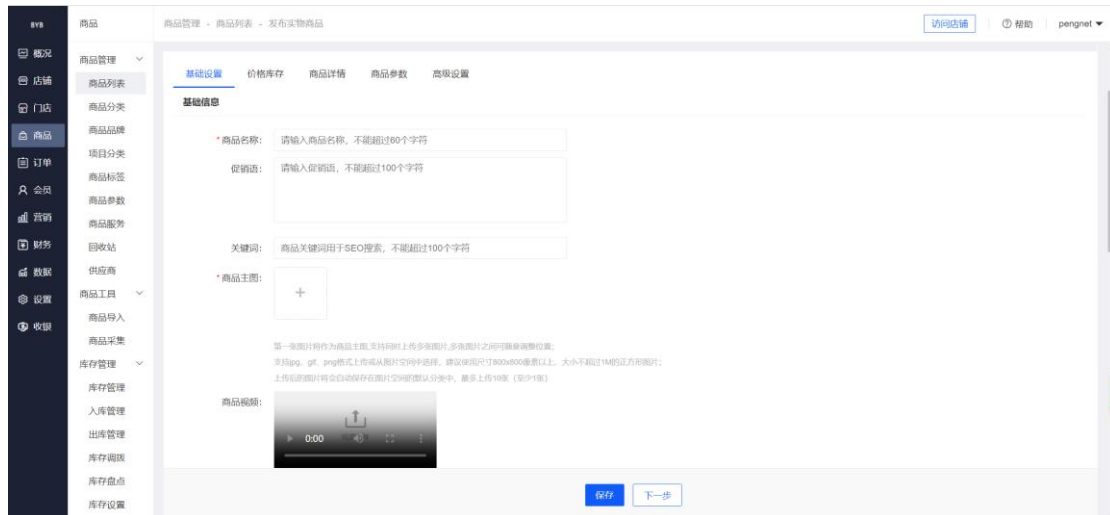 BYB
商品
商品管理 - 商品列表 - 发布实物商品
访问店铺
帮助
pengnet
概况
店铺
门店
商品
订单
会员
营销
财务
数据
设置
收银
商品管理
商品列表
商品分类
商品品牌
项目分类
商品标签
商品参数
商品服务
回收站
供应商
商品工具
商品导入
商品采集
库存管理
库存管理
入库管理
出库管理
库存调拨
库存盘点
库存设置
基础设置 价格库存 商品详情 商品参数 高级设置
基础信息
*商品名称: 请输入商品名称,不能超过60个字符
促销语: 请输入促销语,不能超过100个字符
关键词: 商品关键词用于SEO搜索,不能超过100个字符
*商品主图:
第一张图片将作为商品主图,支持同时上传多张图片,多张图片之间可随意调整位置;
支持jpg、gif、png格式上传或从图片空间中选择,建议使用尺寸800x800像素以上、大小不超过1M的正方形图片;
上传后的图片将会自动保存在图片空间的默认分类中,最多上传10张(至少1张)
商品视频:
0:00
保存 下一步